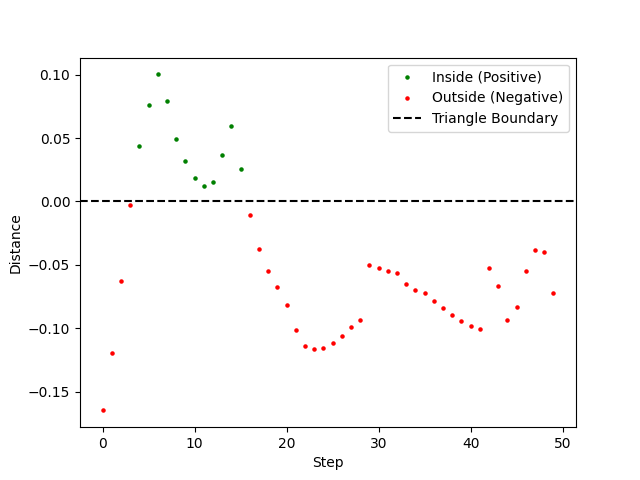 Inside (Positive)
Outside (Negative)
Triangle Boundary
0.10
0.05
0.00
−0.05
−0.10
−0.15
Distance
0 10 20 30 40 50
Step